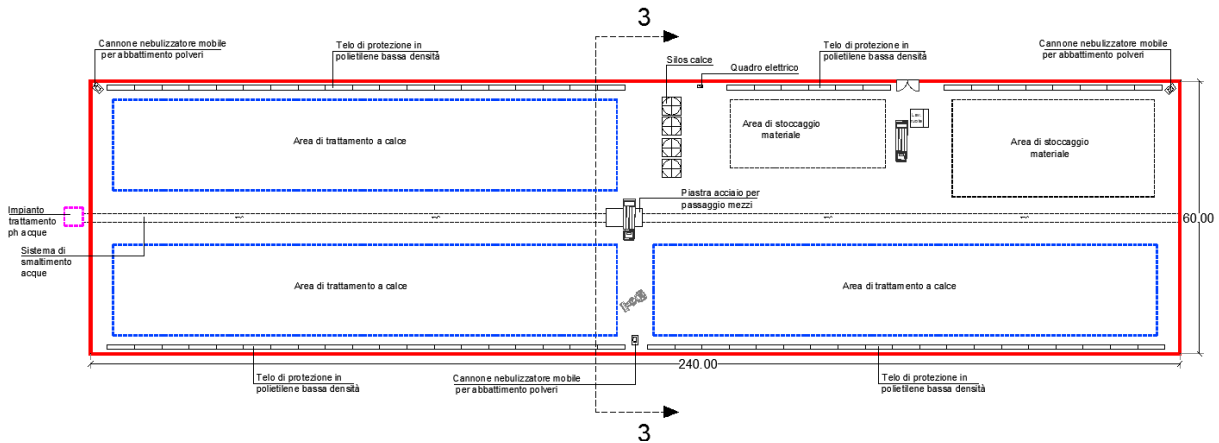 3
Cannone nebulizzatore mobile
per abbattimento polveri
Telo di protezione in
polietilene bassa densità
Silos calce
Quadro elettrico
Telo di protezione in
polietilene bassa densità
Cannone nebulizzatore mobile
per abbattimento polveri
Area di trattamento a calce
Area di stoccaggio
materiale
Area di stoccaggio
materiale
Piastra acciaio per
passaggio mezzi
Impianto
trattamento
ph acque
Sistema di
smaltimento
acque
60.00
Area di trattamento a calce
Area di trattamento a calce
240.00
Telo di protezione in
polietilene bassa densità
Cannone nebulizzatore mobile
per abbattimento polveri
Telo di protezione in
polietilene bassa densità
3